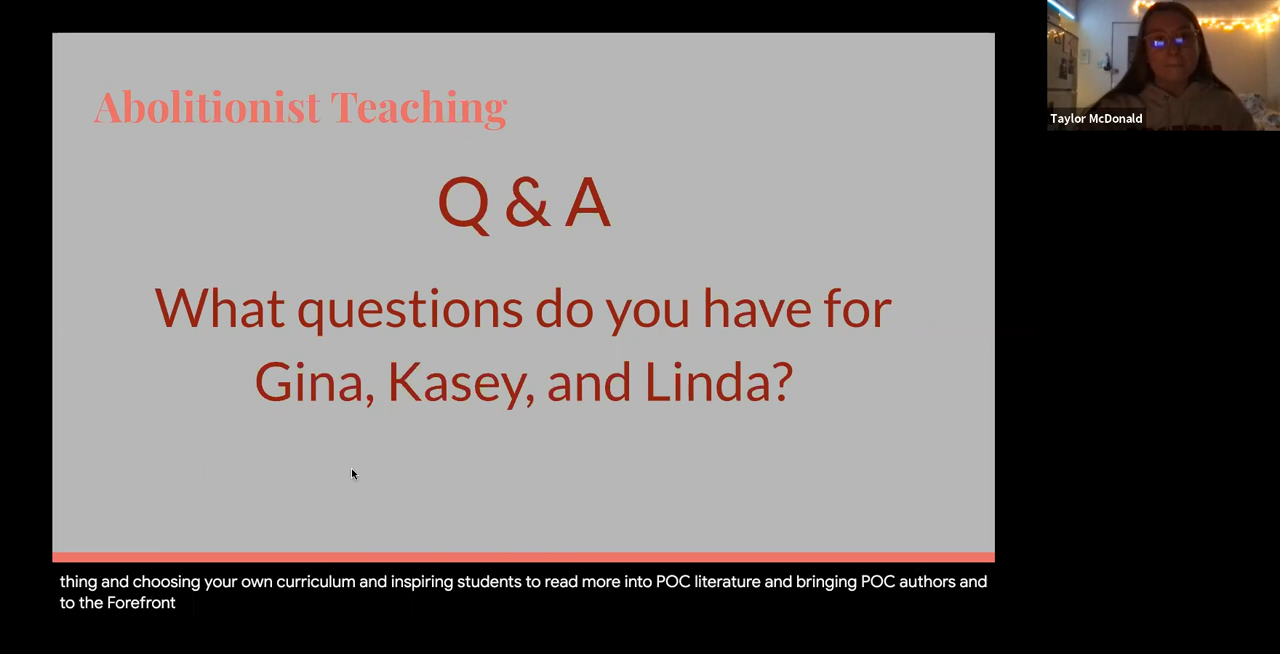 Abolitionist Teaching
Q & A
What questions do you have for
Gina, Kasey, and Linda?
Taylor McDonald
thing and choosing your own curriculum and inspiring students to read more into POC literature and bringing POC authors and
to the Forefront